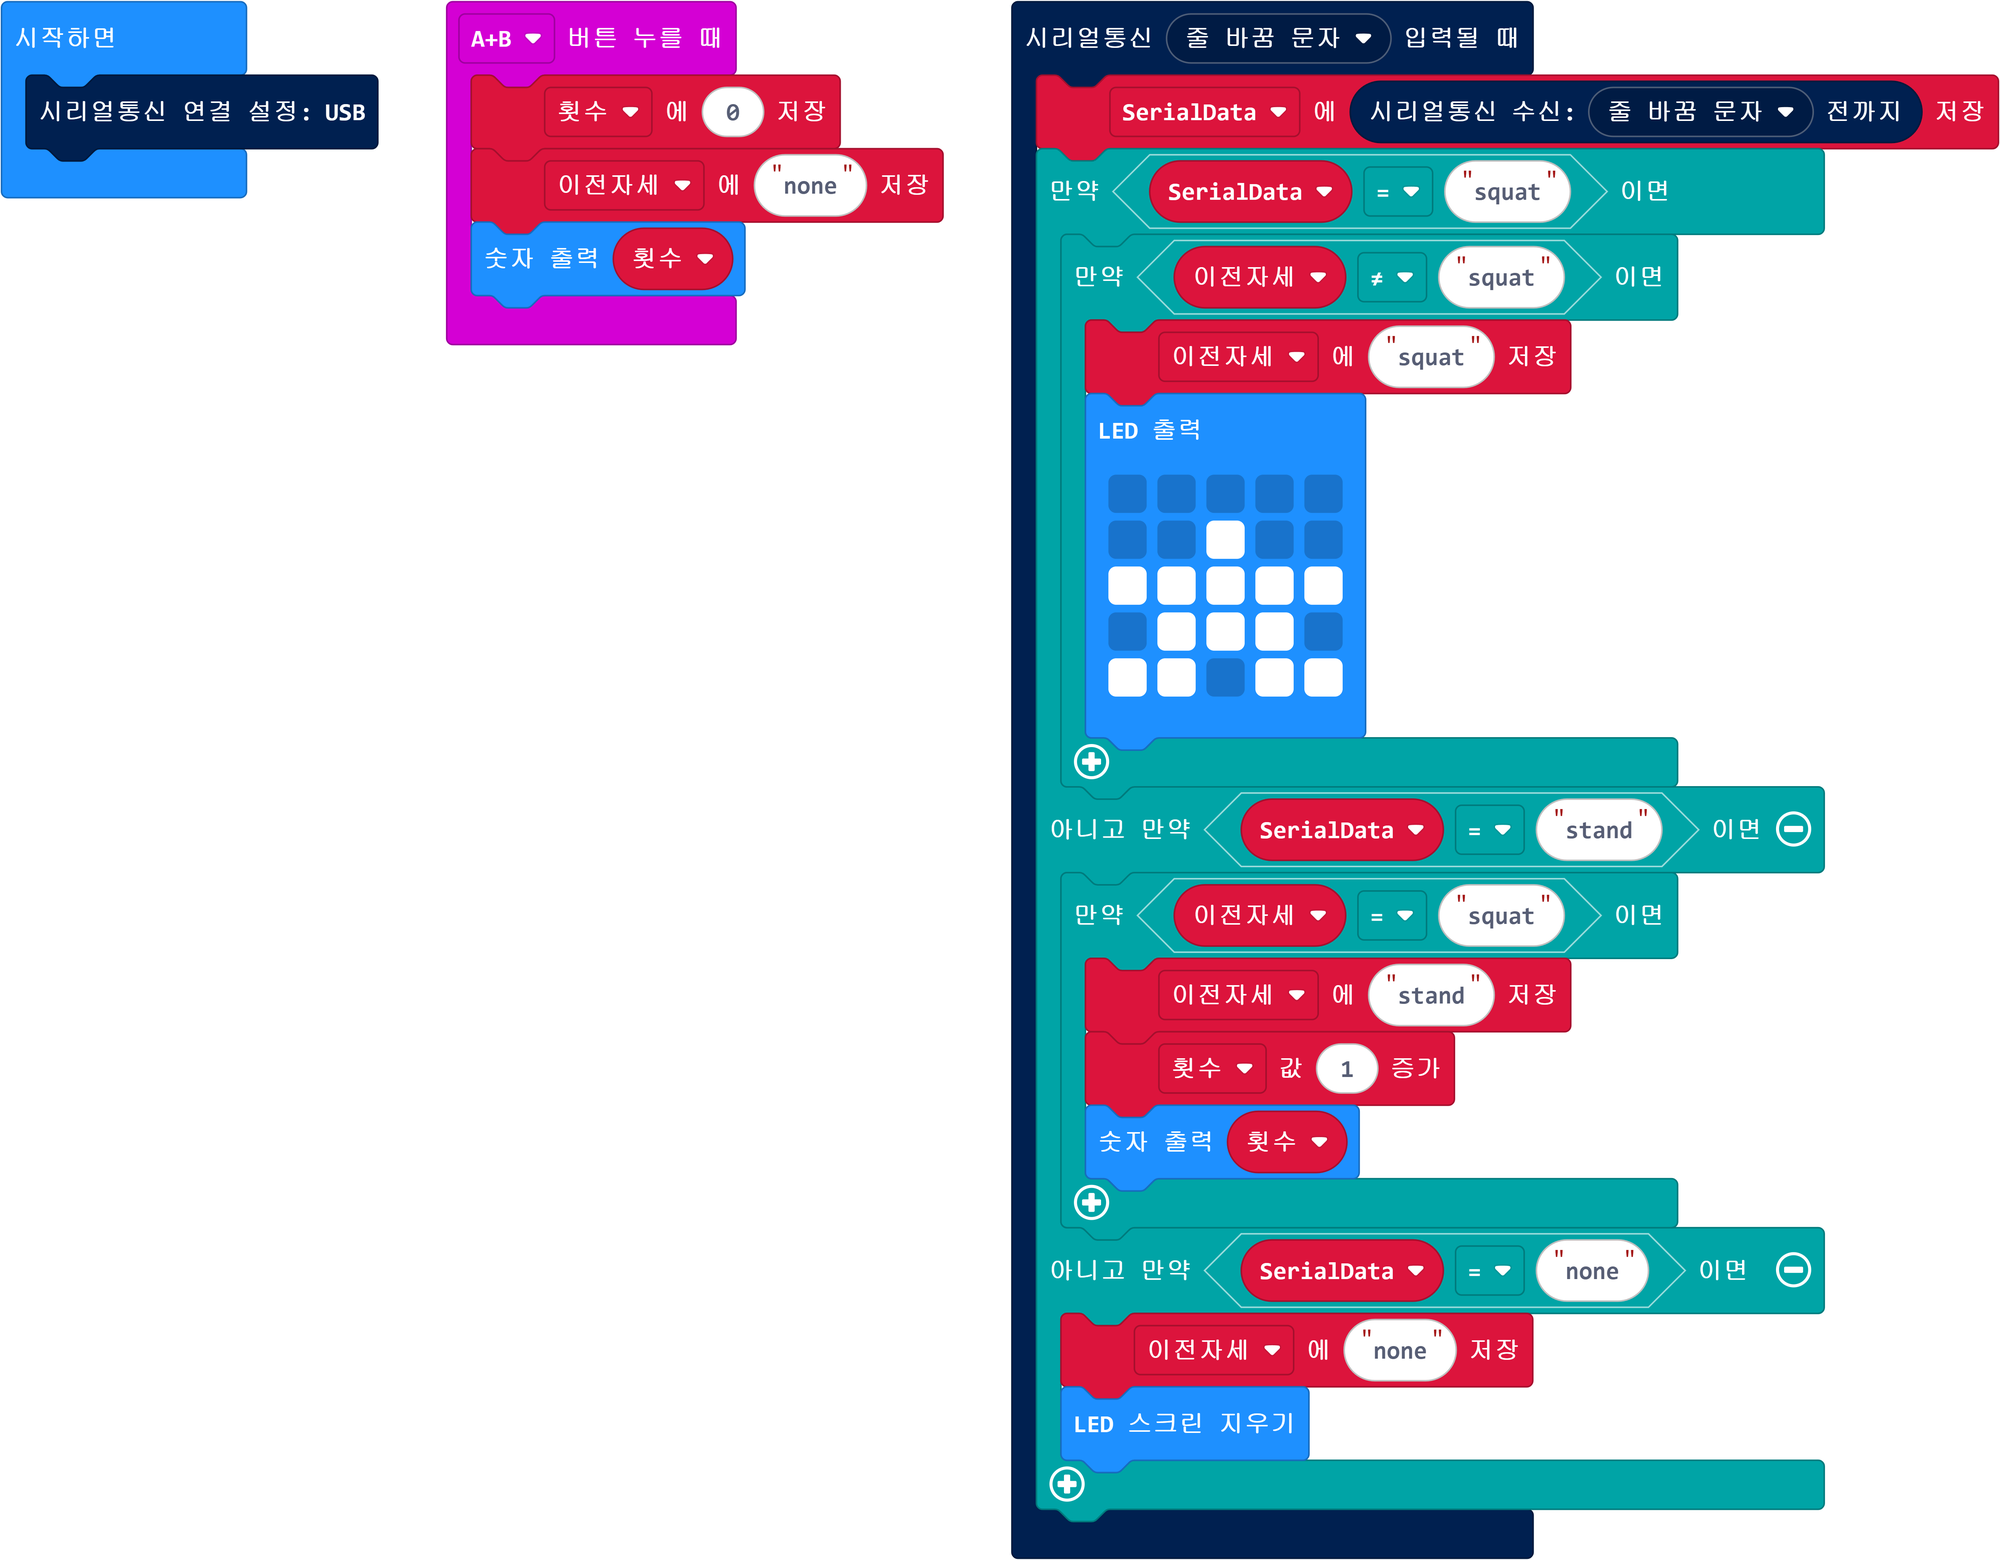 시작하면
시리얼통신 연결 설정: USB
A+B 버튼 누를 때
횟수 에 0 저장
이전자세 에 "none" 저장
숫자 출력 횟수
시리얼통신 줄 바꿈 문자 입력될 때
SerialData 에 시리얼통신 수신: 줄 바꿈 문자 전까지 저장
만약 SerialData = "squat" 이면
만약 이전자세 ≠ "squat" 이면
이전자세 에 "squat" 저장
LED 출력
아니고 만약 SerialData = "stand" 이면
만약 이전자세 = "squat" 이면
이전자세 에 "stand" 저장
횟수 값 1 증가
숫자 출력 횟수
아니고 만약 SerialData = "none" 이면
이전자세 에 "none" 저장
LED 스크린 지우기